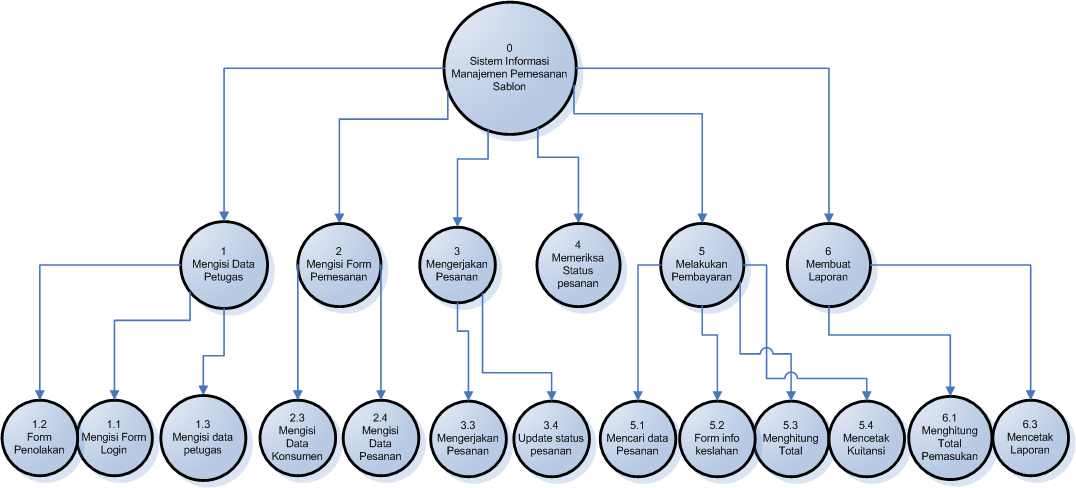 0
Sistem Informasi
Manajemen Pemesanan
Sablon
1
Mengisi Data
Petugas
2
Mengisi Form
Pemesanan
3
Mengerjakan
Pesanan
4
Memeriksa
Status
pesanan
5
Melakukan
Pembayaran
6
Membuat
Laporan
1.2
Form
Penolakan
1.1
Mengisi Form
Login
1.3
Mengisi data
petugas
2.3
Mengisi
Data
Konsumen
2.4
Mengisi
Data
Pesanan
3.3
Mengerjakan
Pesanan
3.4
Update status
pesanan
5.1
Mencari data
Pesanan
5.2
Form info
keslahan
5.3
Menghitung
Total
5.4
Mencetak
Kuitansi
6.1
Menghitung
Total
Pemasukan
6.3
Mencetak
Laporan